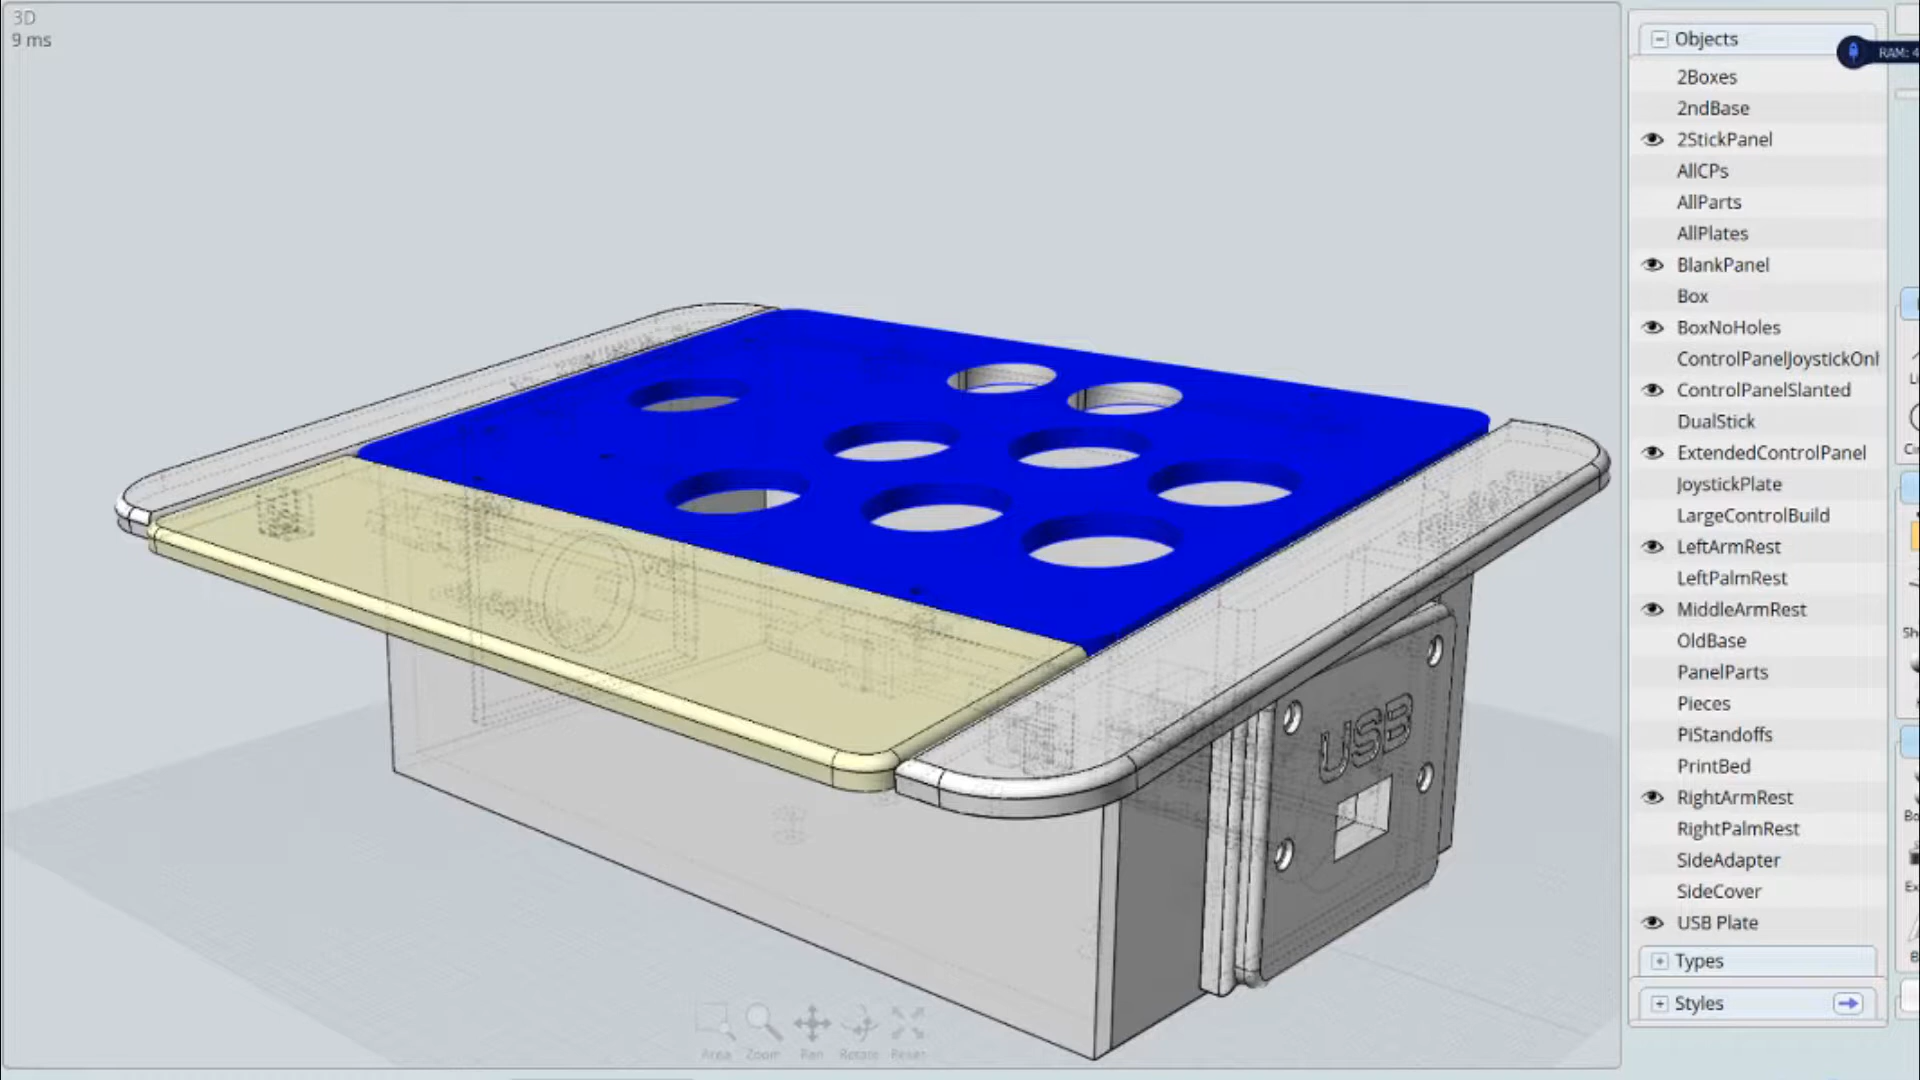 3D
9 ms
Objects
RAM: 4
2Boxes
2ndBase
2StickPanel
AllCPs
AllParts
AllPlates
BlankPanel
Box
BoxNoHoles
ControlPanelJoystickOnl
ControlPanelSlanted
DualStick
ExtendedControlPanel
JoystickPlate
LargeControlBuild
LeftArmRest
LeftPalmRest
MiddleArmRest
OldBase
PanelParts
Pieces
PiStandoffs
PrintBed
RightArmRest
RightPalmRest
SideAdapter
SideCover
USB Plate
Types
Styles
USB
Area Zoom Pan Rotate Reset